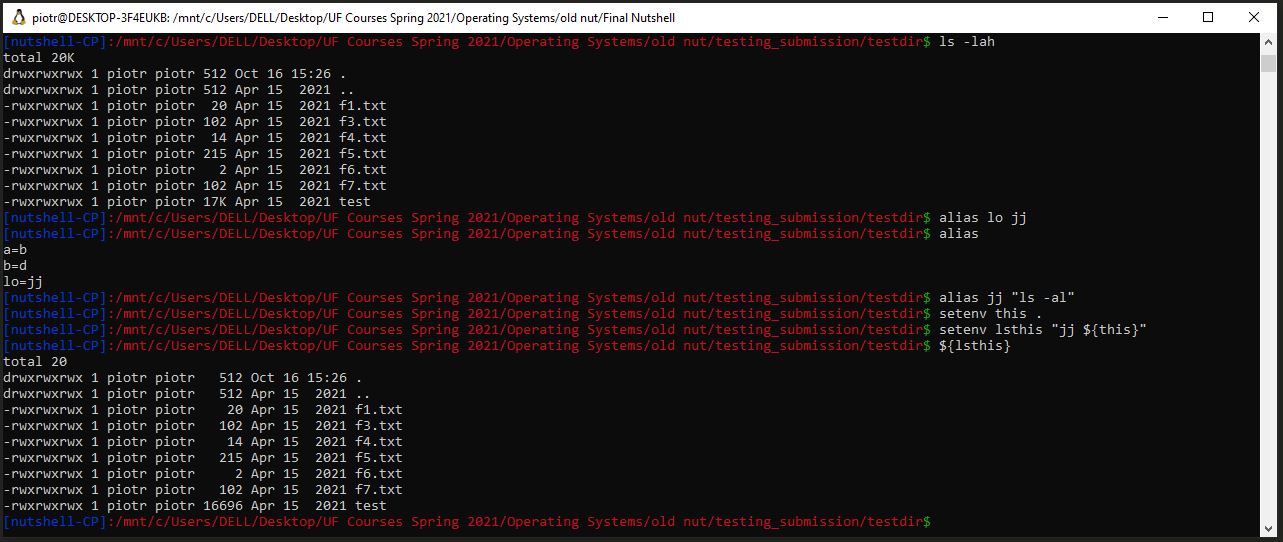 piotr@DESKTOP-3F4EUKB: /mnt/c/Users/DELL/Desktop/UF Courses Spring 2021/Operating Systems/old nut/Final Nutshell
[nutshell-CP]:/mnt/c/Users/DELL/Desktop/UF Courses Spring 2021/Operating Systems/old nut/testing_submission/testdir$ ls -lah
total 20K
drwxrwxrwx 1 piotr piotr 512 Oct 16 15:26 .
drwxrwxrwx 1 piotr piotr 512 Apr 15  2021 ..
-rwxrwxrwx 1 piotr piotr  20 Apr 15  2021 f1.txt
-rwxrwxrwx 1 piotr piotr 102 Apr 15  2021 f3.txt
-rwxrwxrwx 1 piotr piotr  14 Apr 15  2021 f4.txt
-rwxrwxrwx 1 piotr piotr 215 Apr 15  2021 f5.txt
-rwxrwxrwx 1 piotr piotr   2 Apr 15  2021 f6.txt
-rwxrwxrwx 1 piotr piotr 102 Apr 15  2021 f7.txt
-rwxrwxrwx 1 piotr piotr 17K Apr 15  2021 test
[nutshell-CP]:/mnt/c/Users/DELL/Desktop/UF Courses Spring 2021/Operating Systems/old nut/testing_submission/testdir$ alias lo jj
[nutshell-CP]:/mnt/c/Users/DELL/Desktop/UF Courses Spring 2021/Operating Systems/old nut/testing_submission/testdir$ alias
a=b
b=d
lo=jj
[nutshell-CP]:/mnt/c/Users/DELL/Desktop/UF Courses Spring 2021/Operating Systems/old nut/testing_submission/testdir$ alias jj "ls -al"
[nutshell-CP]:/mnt/c/Users/DELL/Desktop/UF Courses Spring 2021/Operating Systems/old nut/testing_submission/testdir$ setenv this .
[nutshell-CP]:/mnt/c/Users/DELL/Desktop/UF Courses Spring 2021/Operating Systems/old nut/testing_submission/testdir$ setenv lsthis "jj ${this}"
[nutshell-CP]:/mnt/c/Users/DELL/Desktop/UF Courses Spring 2021/Operating Systems/old nut/testing_submission/testdir$ ${lsthis}
total 20
drwxrwxrwx 1 piotr piotr   512 Oct 16 15:26 .
drwxrwxrwx 1 piotr piotr   512 Apr 15  2021 ..
-rwxrwxrwx 1 piotr piotr    20 Apr 15  2021 f1.txt
-rwxrwxrwx 1 piotr piotr   102 Apr 15  2021 f3.txt
-rwxrwxrwx 1 piotr piotr    14 Apr 15  2021 f4.txt
-rwxrwxrwx 1 piotr piotr   215 Apr 15  2021 f5.txt
-rwxrwxrwx 1 piotr piotr     2 Apr 15  2021 f6.txt
-rwxrwxrwx 1 piotr piotr   102 Apr 15  2021 f7.txt
-rwxrwxrwx 1 piotr piotr 16696 Apr 15  2021 test
[nutshell-CP]:/mnt/c/Users/DELL/Desktop/UF Courses Spring 2021/Operating Systems/old nut/testing_submission/testdir$